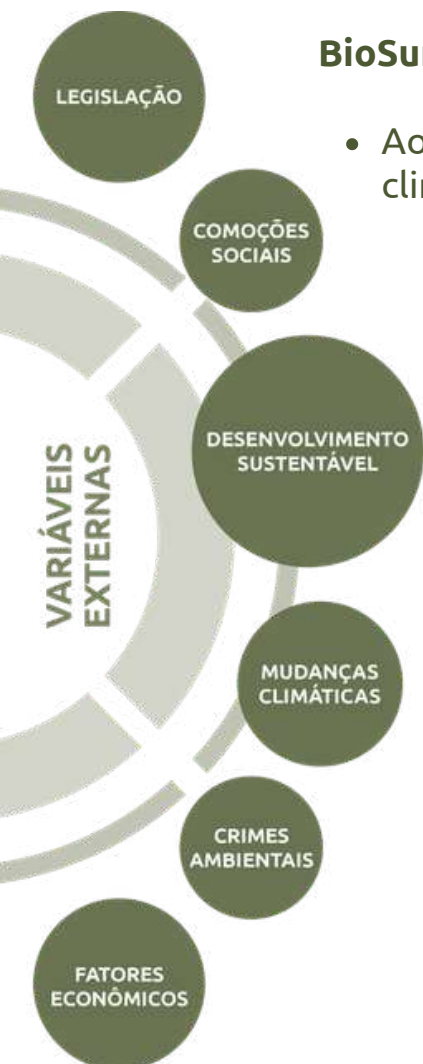 BioSu
Ao
cli
LEGISLAÇÃO
COMOÇÕES
SOCIAIS
DESENVOLVIMENTO
SUSTENTÁVEL
VARIÁVEIS
EXTERNAS
MUDANÇAS
CLIMÁTICAS
CRIMES
AMBIENTAIS
FATORES
ECONÔMICOS